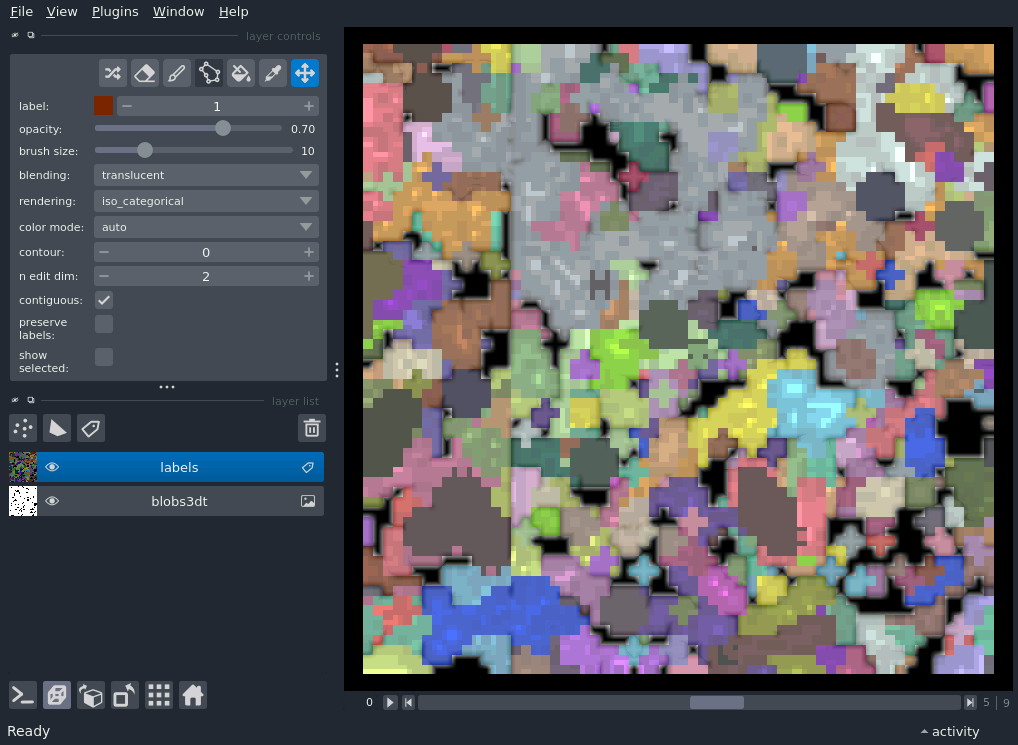 File View Plugins Window Help
layer controls
label: 1
opacity: 0.70
brush size: 10
blending: translucent
rendering: iso_categorical
color mode: auto
contour: 0
n edit dim: 2
contiguous:
preserve
labels:
show
selected:
layer list
labels
blobs3dt
0 5 9
Ready activity